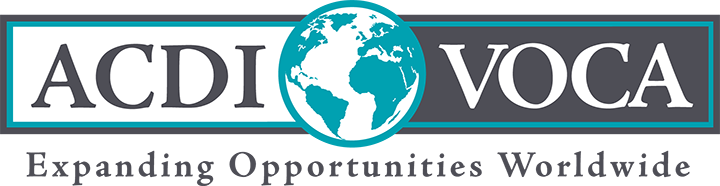 ACDI VOCA
Expanding Opportunities Worldwide